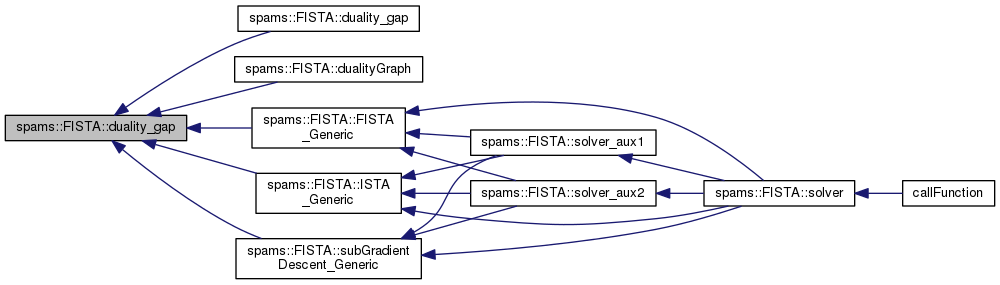 spams::FISTA::duality_gap
spams::FISTA::dualityGraph
spams::FISTA::duality_gap
spams::FISTA::FISTA
_Generic
spams::FISTA::ISTA
_Generic
spams::FISTA::subGradient
Descent_Generic
spams::FISTA::solver_aux1
spams::FISTA::solver_aux2
spams::FISTA::solver
callFunction